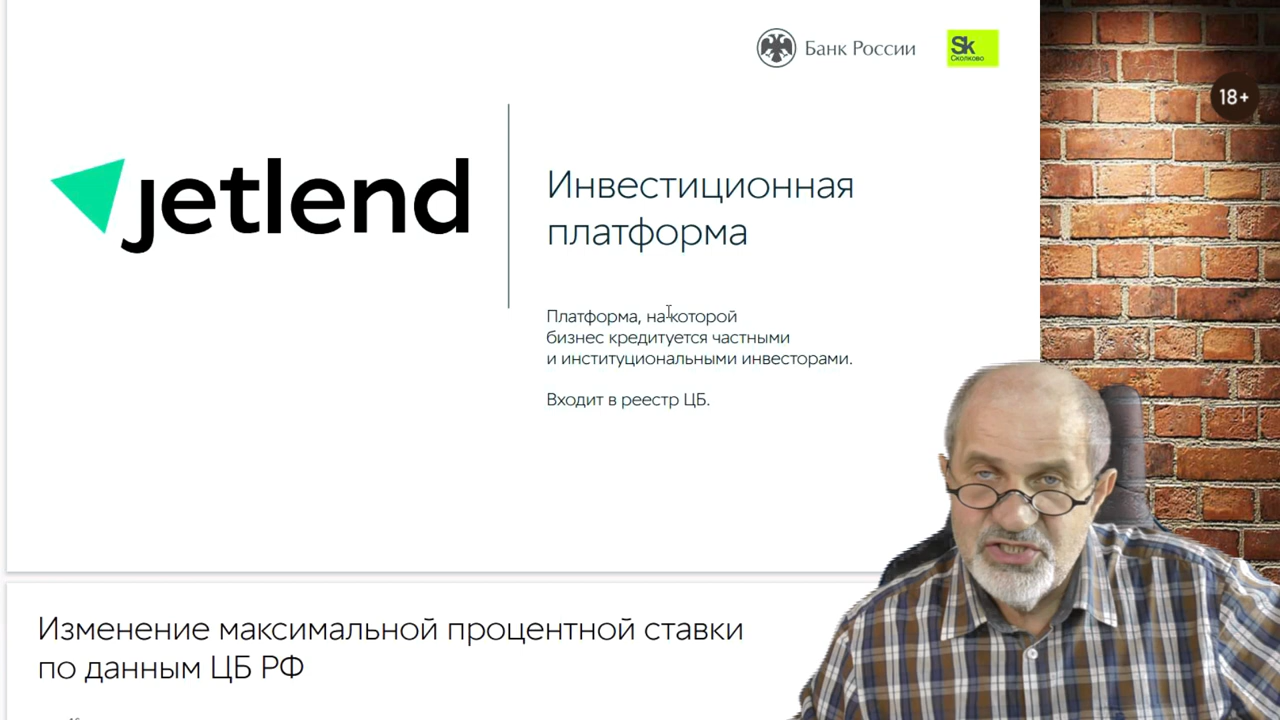 Банк России
Sk
Сколково
18+
jetlend
Инвестиционная
платформа
Платформа, на которой
бизнес кредитуется частными
и институциональными инвесторами.
Входит в реестр ЦБ.
Изменение максимальной процентной ставки
по данным ЦБ РФ